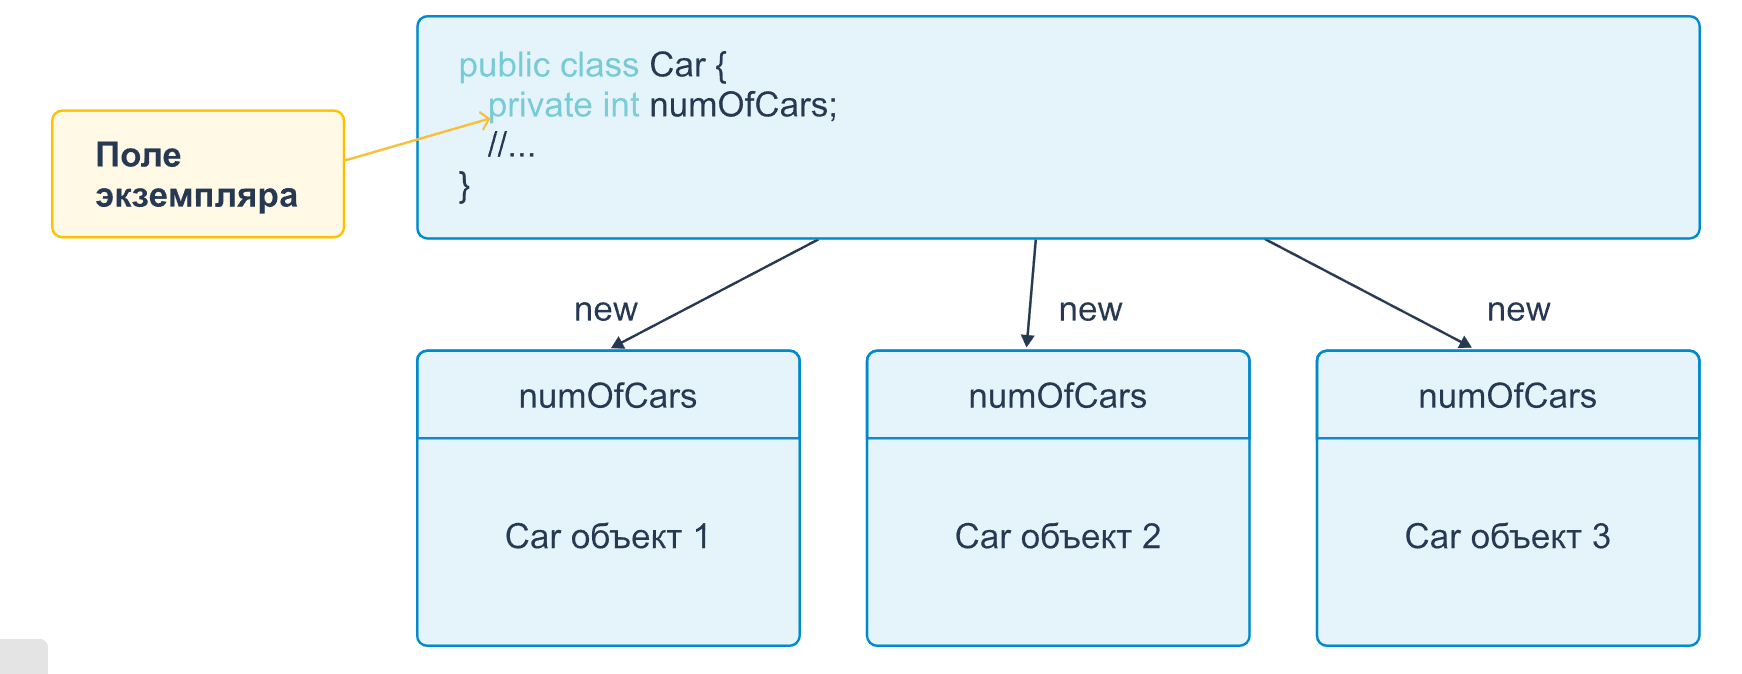 public class Car {
private int numOfCars;
//...
}
Поле
экземпляра
new
new
new
numOfCars
numOfCars
numOfCars
Car объект 1
Car объект 2
Car объект 3